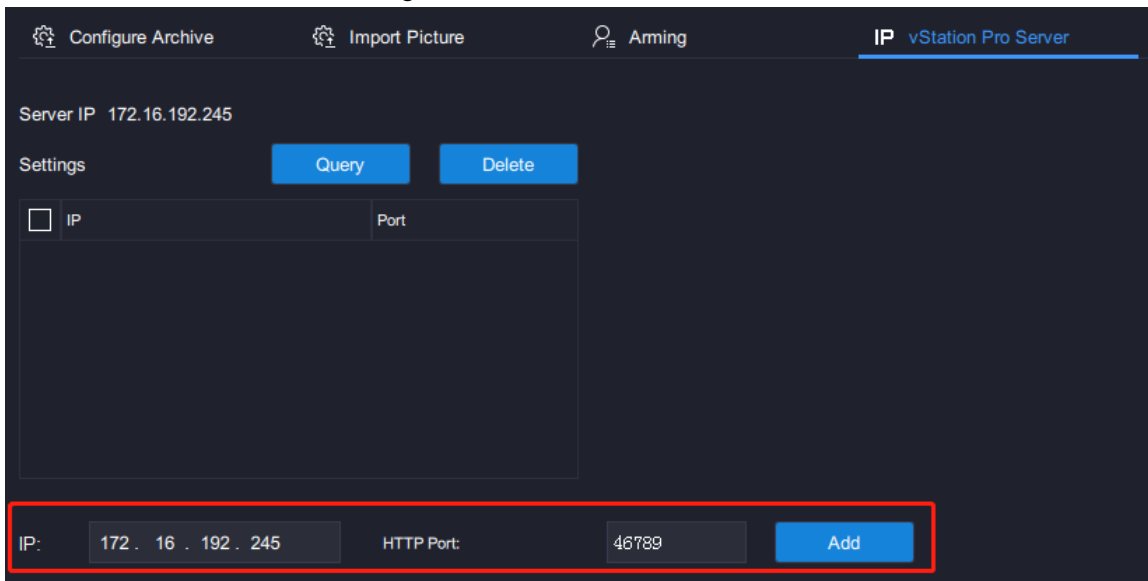 Configure Archive Import Picture Arming IP vStation Pro Server
Server IP 172.16.192.245
Settings Query Delete
IP Port
IP: 172 . 16 . 192 . 245 HTTP Port: 46789 Add